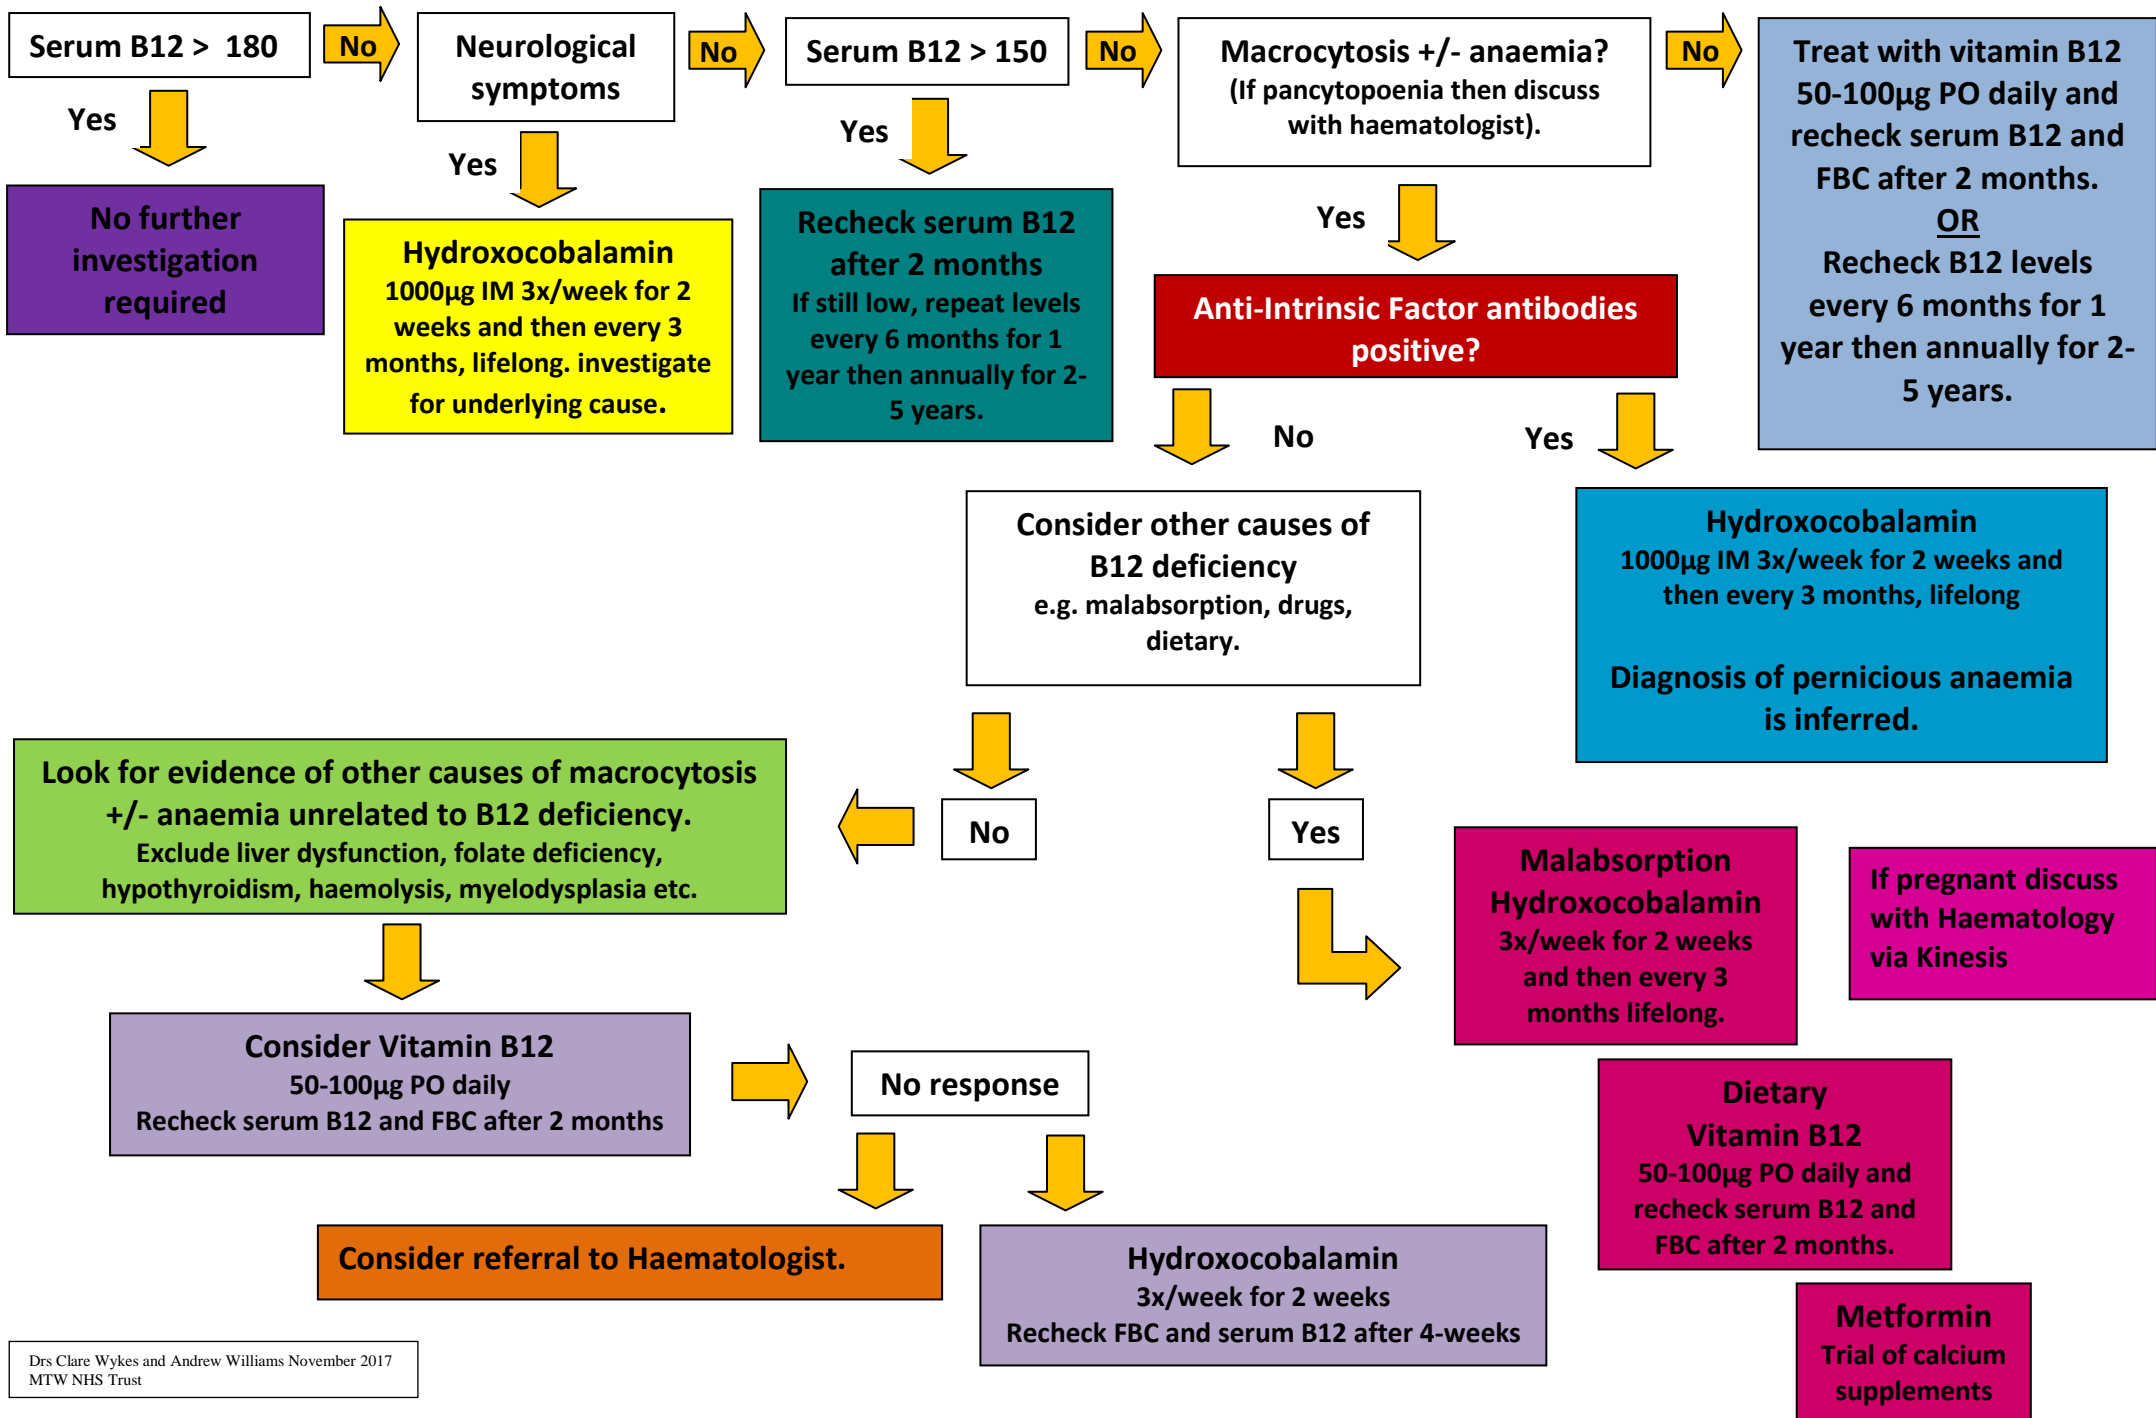 Serum B12 >  180
No
Neurological
symptoms
No
Serum B12 > 150
No
Macrocytosis +/- anaemia?
(If pancytopoenia then discuss
with haematologist).
No
Treat with vitamin B12
50-100µg PO daily and
recheck serum B12 and
FBC after 2 months.
OR
Recheck B12 levels
every 6 months for 1
year then annually for 2-
5 years.
Yes
Yes
Yes
Yes
No further
investigation
required
Hydroxocobalamin
1000µg IM 3x/week for 2
weeks and then every 3
months, lifelong. investigate
for underlying cause.
Recheck serum B12
after 2 months
If still low, repeat levels
every 6 months for 1
year then annually for 2-
5 years.
Anti-Intrinsic Factor antibodies
positive?
No
Yes
Consider other causes of
B12 deficiency
e.g. malabsorption, drugs,
dietary.
Hydroxocobalamin
1000µg IM 3x/week for 2 weeks and
then every 3 months, lifelong
Diagnosis of pernicious anaemia
is inferred.
Look for evidence of other causes of macrocytosis
+/- anaemia unrelated to B12 deficiency.
Exclude liver dysfunction, folate deficiency,
hypothyroidism, haemolysis, myelodysplasia etc.
No
Yes
Malabsorption
Hydroxocobalamin
3x/week for 2 weeks
and then every 3
months lifelong.
If pregnant discuss
with Haematology
via Kinesis
Consider Vitamin B12
50-100µg PO daily
Recheck serum B12 and FBC after 2 months
No response
Dietary
Vitamin B12
50-100µg PO daily and
recheck serum B12 and
FBC after 2 months.
Consider referral to Haematologist.
Hydroxocobalamin
3x/week for 2 weeks
Recheck FBC and serum B12 after 4-weeks
Metformin
Trial of calcium
supplements
Drs Clare Wykes and Andrew Williams November 2017
MTW NHS Trust